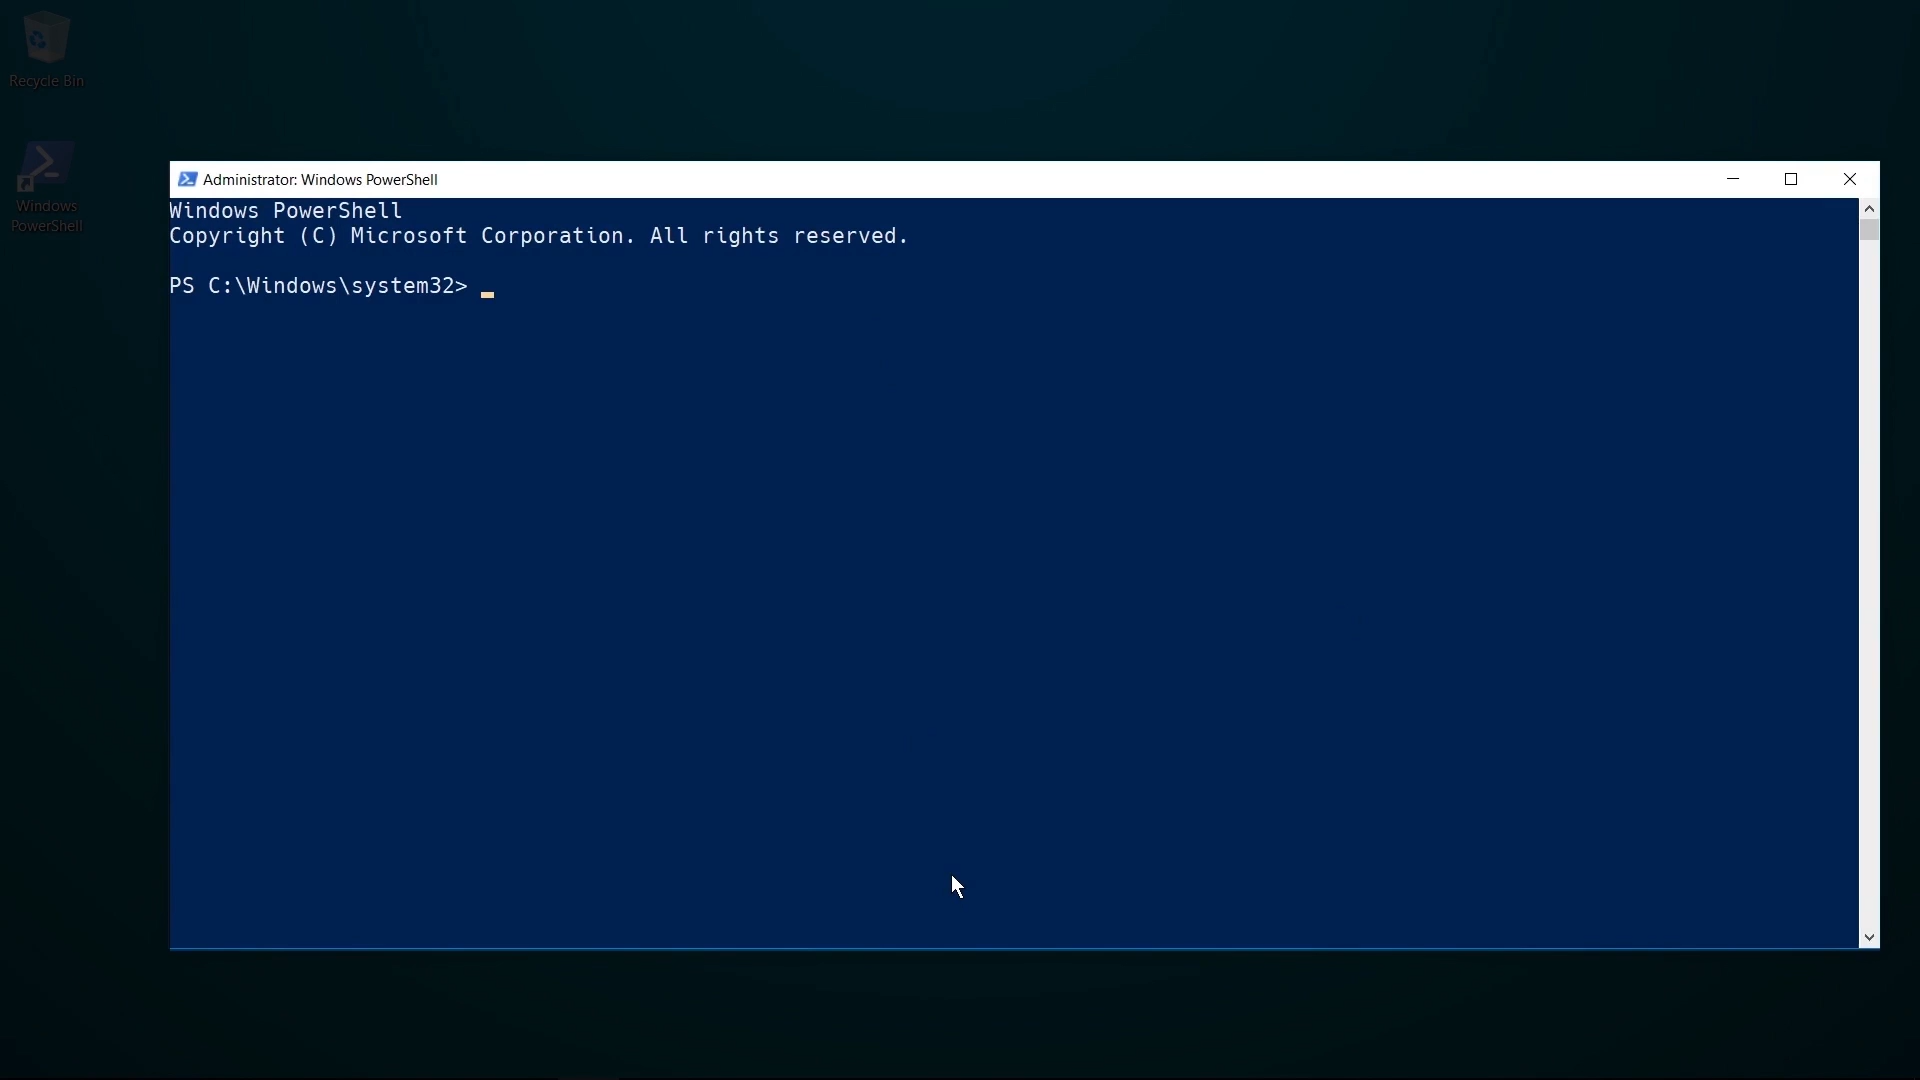 Recycle Bin
Windows
PowerShell
Administrator: Windows PowerShell
Windows PowerShell
Copyright (C) Microsoft Corporation. All rights reserved.
PS C:\Windows\system32>